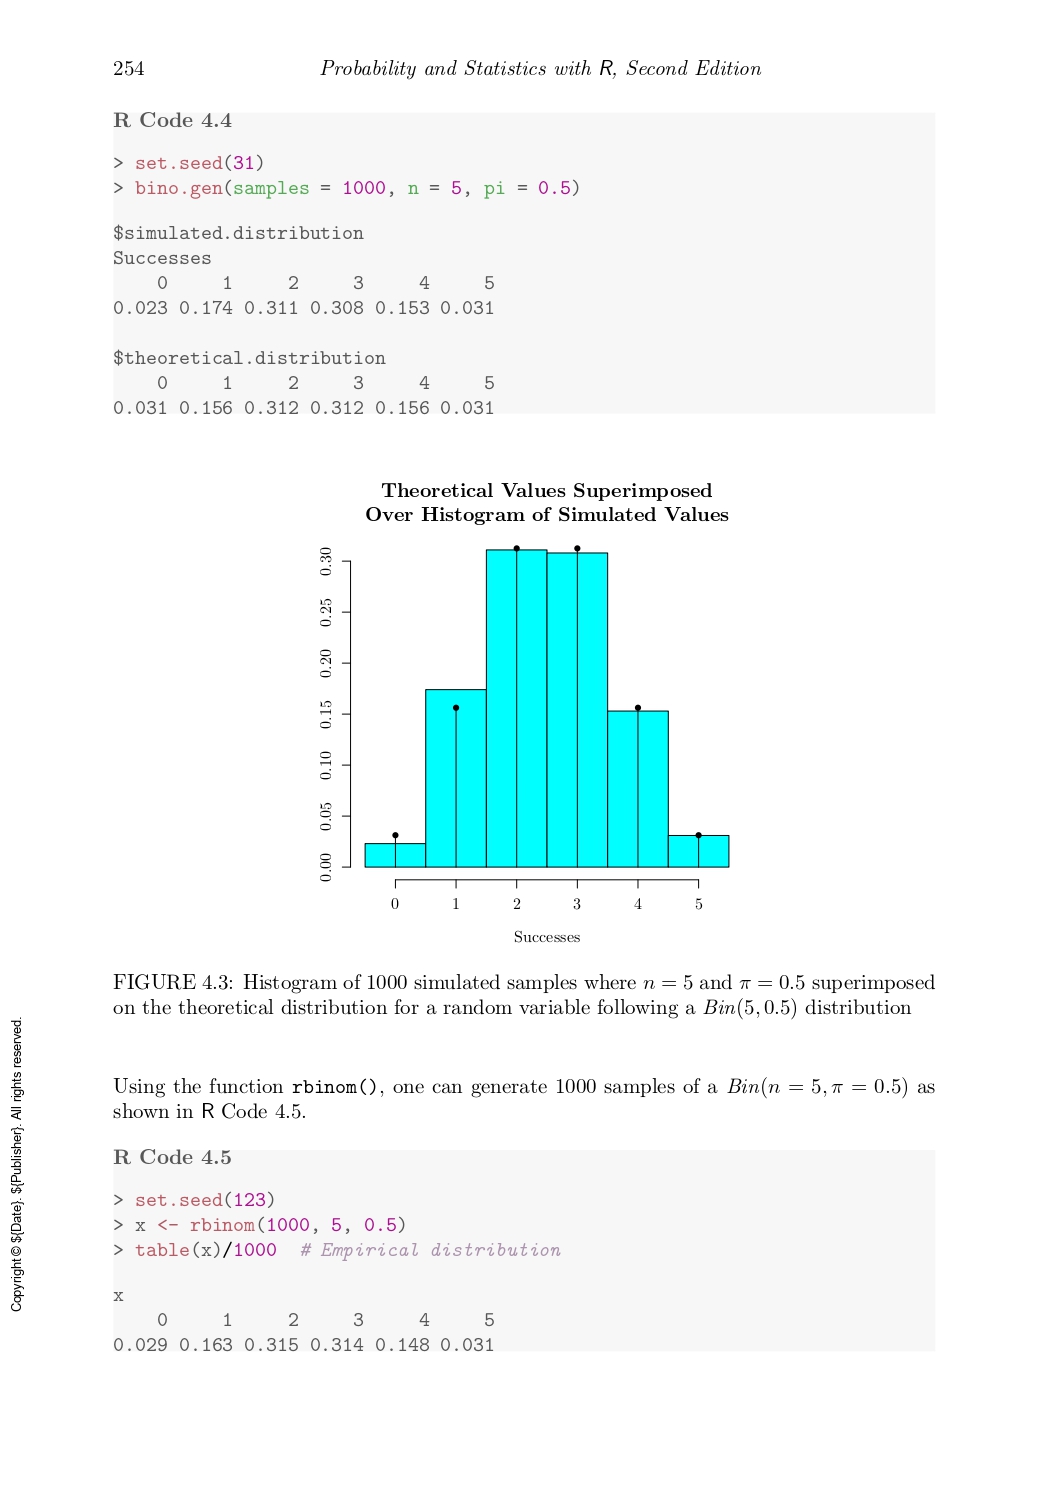 254 Probability and Statistics with R, Second Edition
R Code 4.4
> set.seed(31)
> bino.gen(samples = 1000, n = 5, pi = 0.5)
$simulated.distribution
Successes
0 1 2 3 4 5
0.023 0.174 0.311 0.308 0.153 0.031
$theoretical.distribution
0 1 2 3 4 5
0.031 0.156 0.312 0.312 0.156 0.031
Theoretical Values Superimposed
Over Histogram of Simulated Values
0.30
0.25
0.20
0.15
0.10
0.05
0.00
0 1 2 3 4 5
Successes
FIGURE 4.3: Histogram of 1000 simulated samples where n = 5 and π = 0.5 superimposed
on the theoretical distribution for a random variable following a Bin(5, 0.5) distribution
Using the function rbinom(), one can generate 1000 samples of a Bin(n = 5, π = 0.5) as
shown in R Code 4.5.
R Code 4.5
> set.seed(123)
> x <- rbinom(1000, 5, 0.5)
> table(x)/1000 # Empirical distribution
x
0 1 2 3 4 5
0.029 0.163 0.315 0.314 0.148 0.031
Copyright © ${Date}. ${Publisher}. All rights reserved.